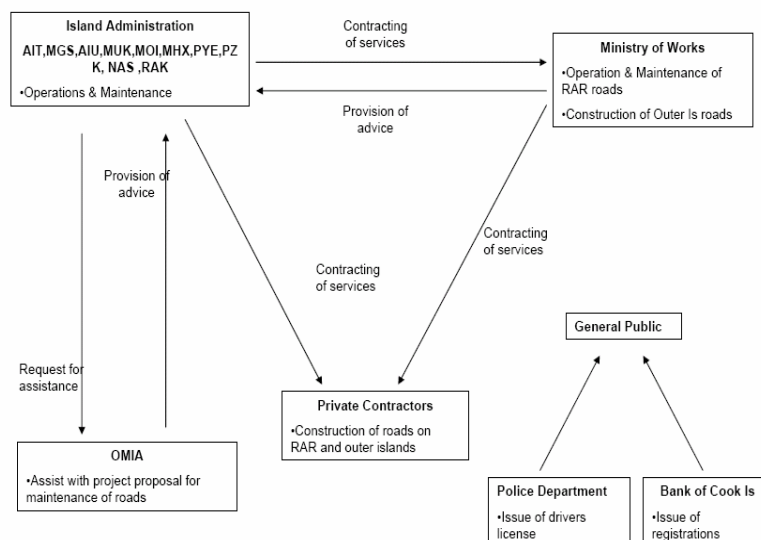 Island Administration
AIT,MGS,AIU,MUK,MOI,MHX,PYE,PZ
K, NAS ,RAK
•Operations & Maintenance
Contracting
of services
Ministry of Works
•Operation & Maintenance of
RAR roads
•Construction of Outer Is roads
Provision of
advice
Provision of
advice
Contracting
of services
Contracting
of services
General Public
Request for
assistance
Private Contractors
•Construction of roads on
RAR and outer islands
OMIA
•Assist with project proposal for
maintenance of roads
Police Department
•Issue of drivers
license
Bank of Cook Is
•Issue of
registrations